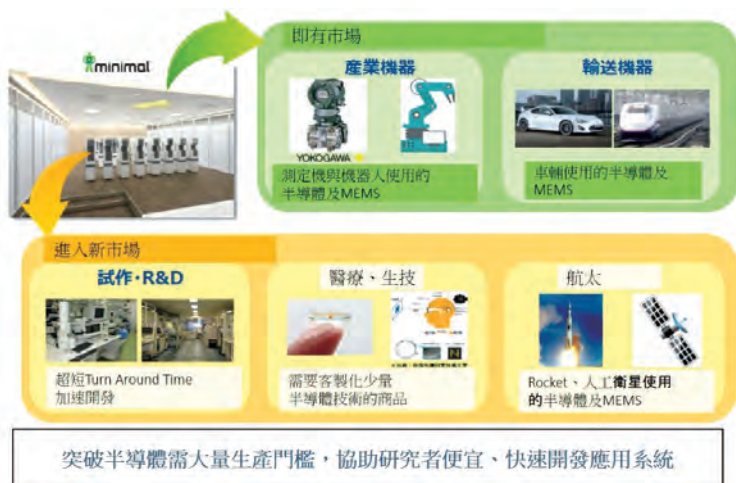 minimal
即有市場
産業機器
YOKOGAWA
測定機與機器人使用的
半導體及MEMS
輸送機器
車輛使用的半導體及
MEMS
進入新市場
試作・R&D
超短Turn Around Time
加速開發
醫療、生技
需要客製化少量
半導體技術的商品
航太
Rocket、人工衛星使用
的半導體及MEMS
突破半導體需大量生產門檻，協助研究者便宜、快速開發應用系統